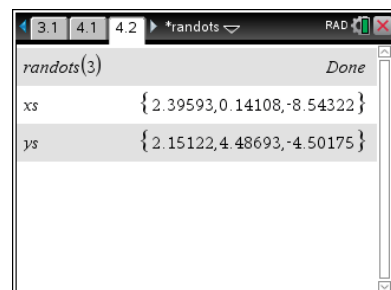 3.1 4.1 4.2 *randots RAD
randots(3) Done
xs {2.39593,0.14108,-8.54322}
ys {2.15122,4.48693,-4.50175}